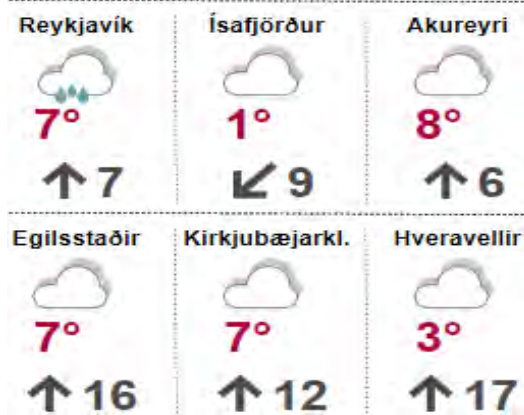 Reykjavík Ísafjörður Akureyri
7° 1° 8°
7 9 6
Egilsstaðir Kirkjubæjarkl. Hveravellir
7° 7° 3°
16 12 17